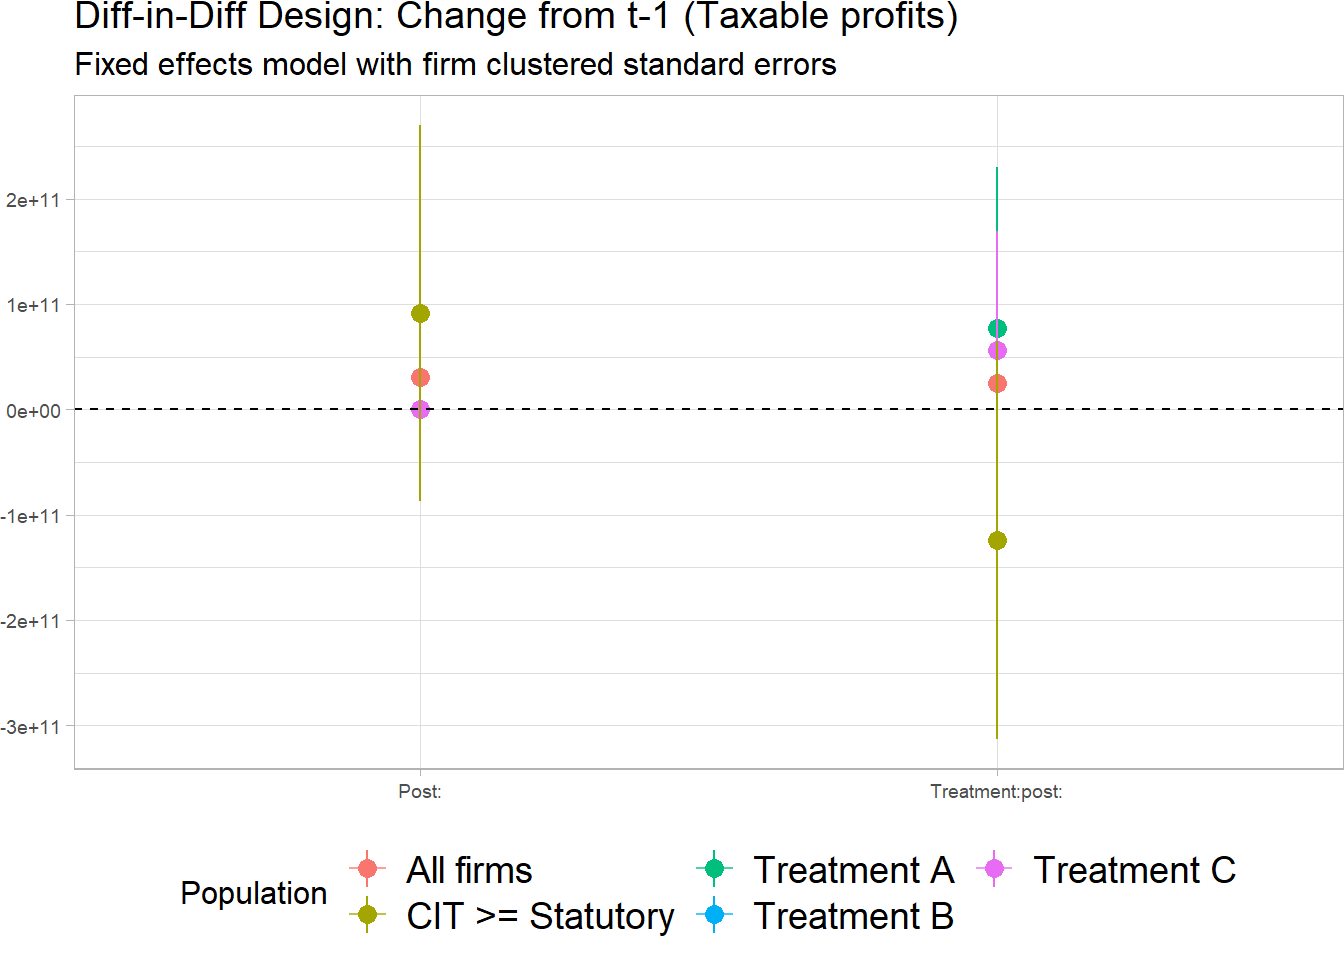 Diff-in-Diff Design: Change from t-1 (Taxable profits)
Fixed effects model with firm clustered standard errors
2e+11
1e+11
0e+00
-1e+11
-2e+11
-3e+11
Post:
Treatment:post:
Population
All firms
CIT >= Statutory
Treatment A
Treatment B
Treatment C